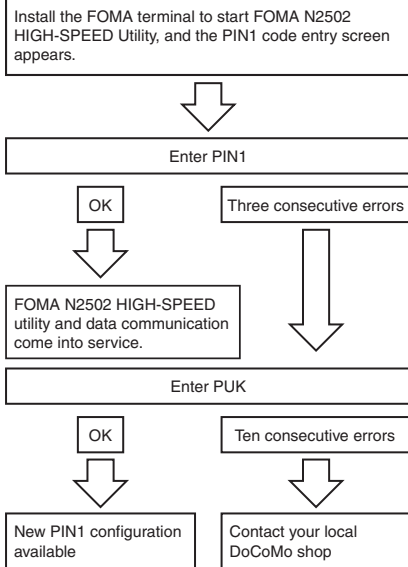 Install the FOMA terminal to start FOMA N2502
HIGH-SPEED Utility, and the PIN1 code entry screen
appears.
Enter PIN1
OK
Three consecutive errors
FOMA N2502 HIGH-SPEED
utility and data communication
come into service.
Enter PUK
OK
Ten consecutive errors
New PIN1 configuration
available
Contact your local
DoCoMo shop